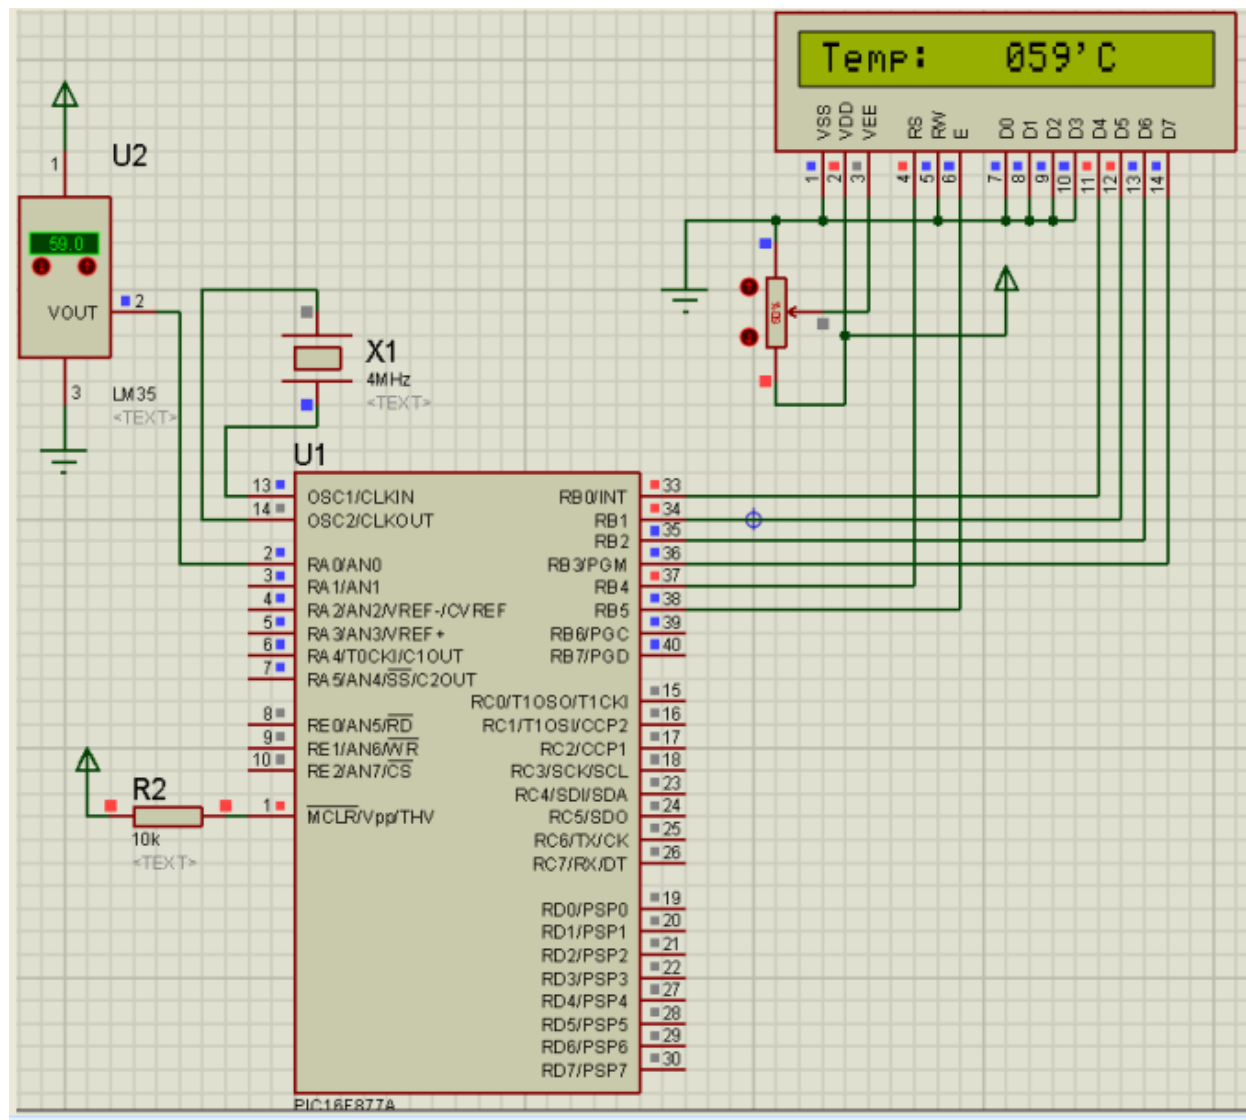 Temp: 059'C
VSS
VDD
VEE
RS
RW
E
D0
D1
D2
D3
D4
D5
D6
D7
1
2
3
4
5
6
7
8
9
10
11
12
13
14
U2
1
59.0
VOUT
2
3
LM35
<TEXT>
X1
4MHz
<TEXT>
U1
13 OSC1/CLKIN
14 OSC2/CLKOUT
2 RA0/AN0
3 RA1/AN1
4 RA2/AN2/VREF-/CVREF
5 RA3/AN3/VREF+
6 RA4/T0CKI/C1OUT
7 RA5/AN4/SS/C2OUT
8 RE0/AN5/RD
9 RE1/AN6/WR
10 RE2/AN7/CS
1 MCLR/Vpp/THV
RB0/INT 33
RB1 34
RB2 35
RB3/PGM 36
RB4 37
RB5 38
RB6/PGC 39
RB7/PGD 40
RC0/T1OSO/T1CKI 15
RC1/T1OSI/CCP2 16
RC2/CCP1 17
RC3/SCK/SCL 18
RC4/SDI/SDA 23
RC5/SDO 24
RC6/TX/CK 25
RC7/RX/DT 26
RD0/PSP0 19
RD1/PSP1 20
RD2/PSP2 21
RD3/PSP3 22
RD4/PSP4 27
RD5/PSP5 28
RD6/PSP6 29
RD7/PSP7 30
R2
10k
<TEXT>
PIC16F877A